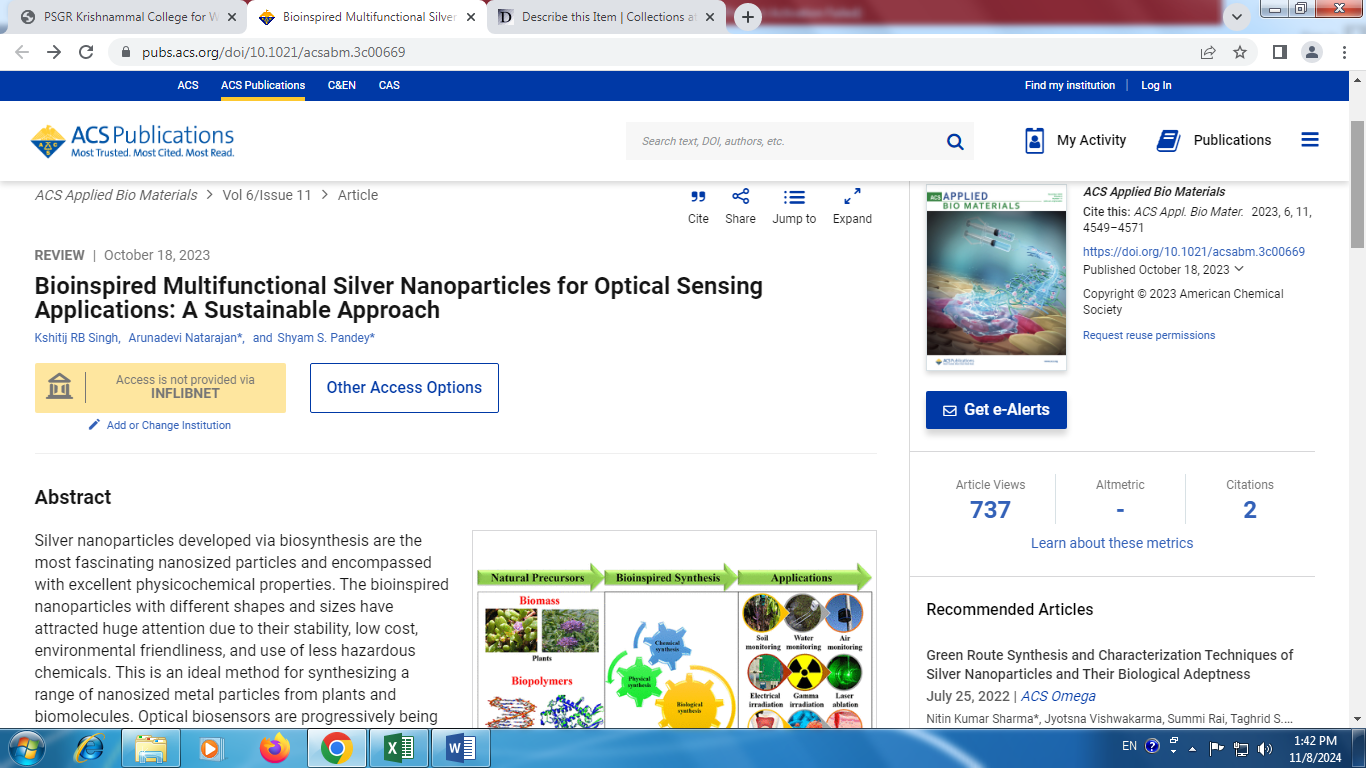 PSGR Krishnammal College for W
Bioinspired Multifunctional Silver
Describe this Item | Collections a
pubs.acs.org/doi/10.1021/acsabm.3c00669
ACS ACS Publications C&EN CAS
Find my institution Log In
ACS Publications
Most Trusted. Most Cited. Most Read.
Search text, DOI, authors, etc.
My Activity
Publications
ACS Applied Bio Materials > Vol 6/Issue 11 > Article
Cite Share Jump to Expand
REVIEW | October 18, 2023
Bioinspired Multifunctional Silver Nanoparticles for Optical Sensing
Applications: A Sustainable Approach
Kshitij RB Singh, Arunadevi Natarajan*, and Shyam S. Pandey*
Access is not provided via
INFLIBNET
Other Access Options
Add or Change Institution
Abstract
Silver nanoparticles developed via biosynthesis are the
most fascinating nanosized particles and encompassed
with excellent physicochemical properties. The bioinspired
nanoparticles with different shapes and sizes have
attracted huge attention due to their stability, low cost,
environmental friendliness, and use of less hazardous
chemicals. This is an ideal method for synthesizing a
range of nanosized metal particles from plants and
biomolecules. Optical biosensors are progressively being
Natural Precursors
Bioinspired Synthesis
Applications
Biomass
Plants
Biopolymers
Chemical
synthesis
Physical
synthesis
Biological
synthesis
Soil
monitoring
Water
monitoring
Air
monitoring
Electrical
irradiation
Gamma
irradiation
Laser
ablation
ACS APPLIED
BIO MATERIALS
ACS Applied Bio Materials
Cite this: ACS Appl. Bio Mater. 2023, 6, 11,
4549–4571
https://doi.org/10.1021/acsabm.3c00669
Published October 18, 2023
Copyright © 2023 American Chemical
Society
Request reuse permissions
Get e-Alerts
Article Views
737
Altmetric
-
Citations
2
Learn about these metrics
Recommended Articles
Green Route Synthesis and Characterization Techniques of
Silver Nanoparticles and Their Biological Adeptness
July 25, 2022 | ACS Omega
Nitin Kumar Sharma*, Jyotsna Vishwakarma, Summi Rai, Taghrid S....
EN
1:42 PM
11/8/2024